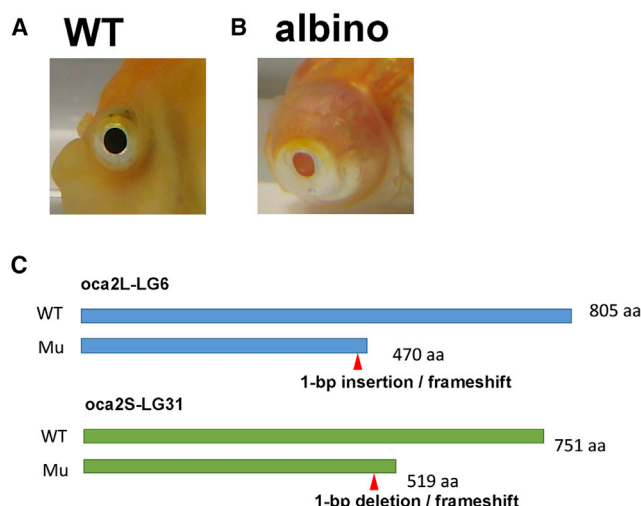 A WT
B albino
C
oca2L-LG6
WT 805 aa
Mu 470 aa
1-bp insertion / frameshift
oca2S-LG31
WT 751 aa
Mu 519 aa
1-bp deletion / frameshift